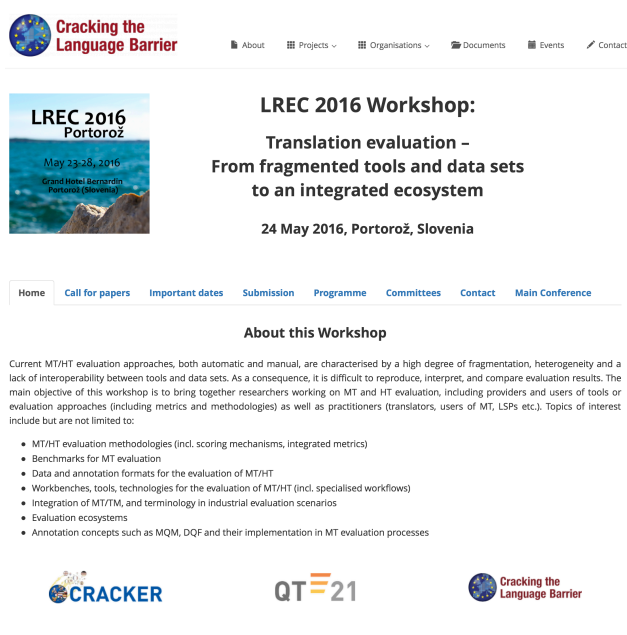 Cracking the
Language Barrier
About
Projects
Organisations
Documents
Events
Contact
LREC 2016
Portorož
May 23-28, 2016
Grand Hotel Bernardin
Portorož (Slovenia)
LREC 2016 Workshop:
Translation evaluation –
From fragmented tools and data sets
to an integrated ecosystem
24 May 2016, Portorož, Slovenia
Home
Call for papers
Important dates
Submission
Programme
Committees
Contact
Main Conference
About this Workshop
Current MT/HT evaluation approaches, both automatic and manual, are characterised by a high degree of fragmentation, heterogeneity and a
lack of interoperability between tools and data sets. As a consequence, it is difficult to reproduce, interpret, and compare evaluation results. The
main objective of this workshop is to bring together researchers working on MT and HT evaluation, including providers and users of tools or
evaluation approaches (including metrics and methodologies) as well as practitioners (translators, users of MT, LSPs etc.). Topics of interest
include but are not limited to:
• MT/HT evaluation methodologies (incl. scoring mechanisms, integrated metrics)
• Benchmarks for MT evaluation
• Data and annotation formats for the evaluation of MT/HT
• Workbenches, tools, technologies for the evaluation of MT/HT (incl. specialised workflows)
• Integration of MT/TM, and terminology in industrial evaluation scenarios
• Evaluation ecosystems
• Annotation concepts such as MQM, DQF and their implementation in MT evaluation processes
CRACKER
QT21
Cracking the
Language Barrier